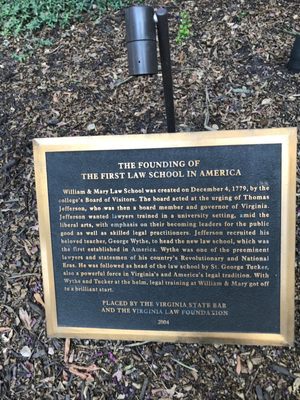 THE FOUNDING OF
THE FIRST LAW SCHOOL IN AMERICA
William & Mary Law School was created on December 4, 1779, by the
college's Board of Visitors. The board acted at the urging of Thomas
Jefferson, who was then a board member and governor of Virginia.
Jefferson wanted lawyers trained in a university setting, amid the
liberal arts, with emphasis on their becoming leaders for the public
good as well as skilled legal practitioners. Jefferson recruited his
beloved teacher, George Wythe, to head the new law school, which was
the first established in America. Wythe was one of the preeminent
lawyers and statesmen of his country's Revolutionary and National
Eras. He was followed as head of the law school by St. George Tucker,
also a powerful force in Virginia's and America's legal tradition. With
Wythe and Tucker at the helm, legal training at William & Mary got off
to a brilliant start.
PLACED BY THE VIRGINIA STATE BAR
AND THE VIRGINIA LAW FOUNDATION
2004